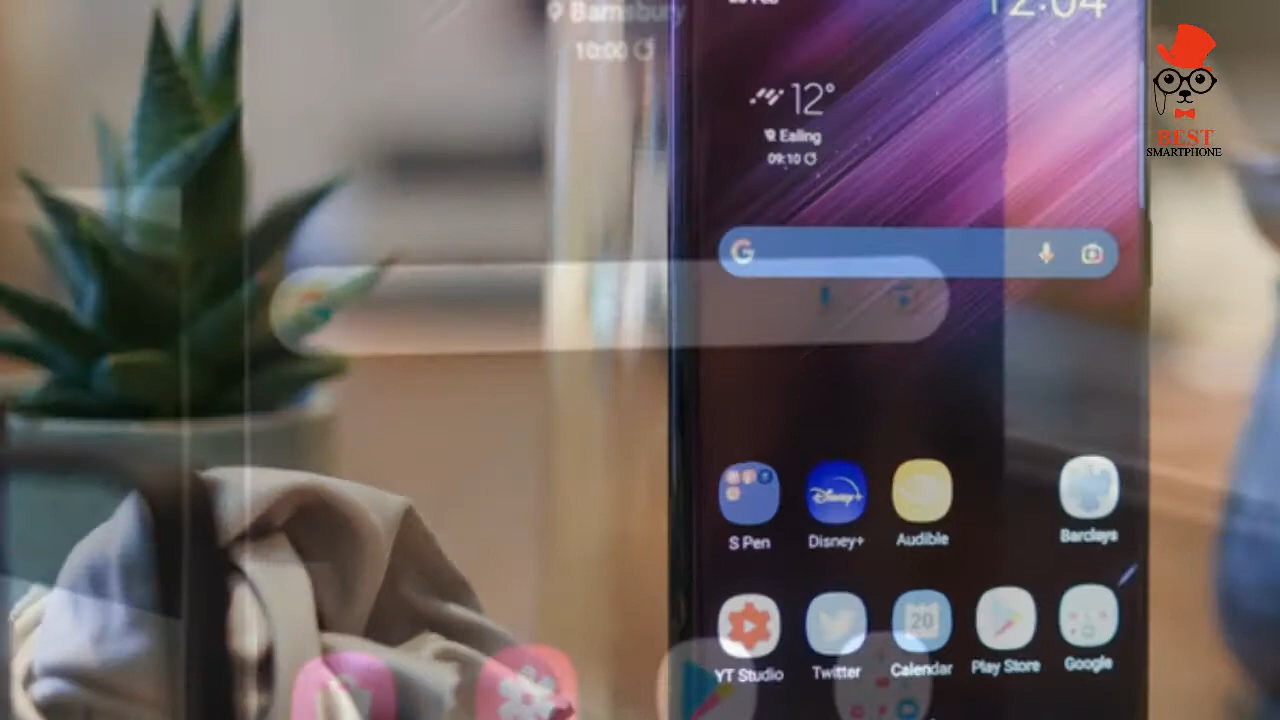 Barnsbury
10:00
12:04
12°
Ealing
09:10
G
S Pen
Disney+
Disney+
Audible
Barclays
20
YT Studio
Twitter
Calendar
Play Store
Google
BEST
SMARTPHONE